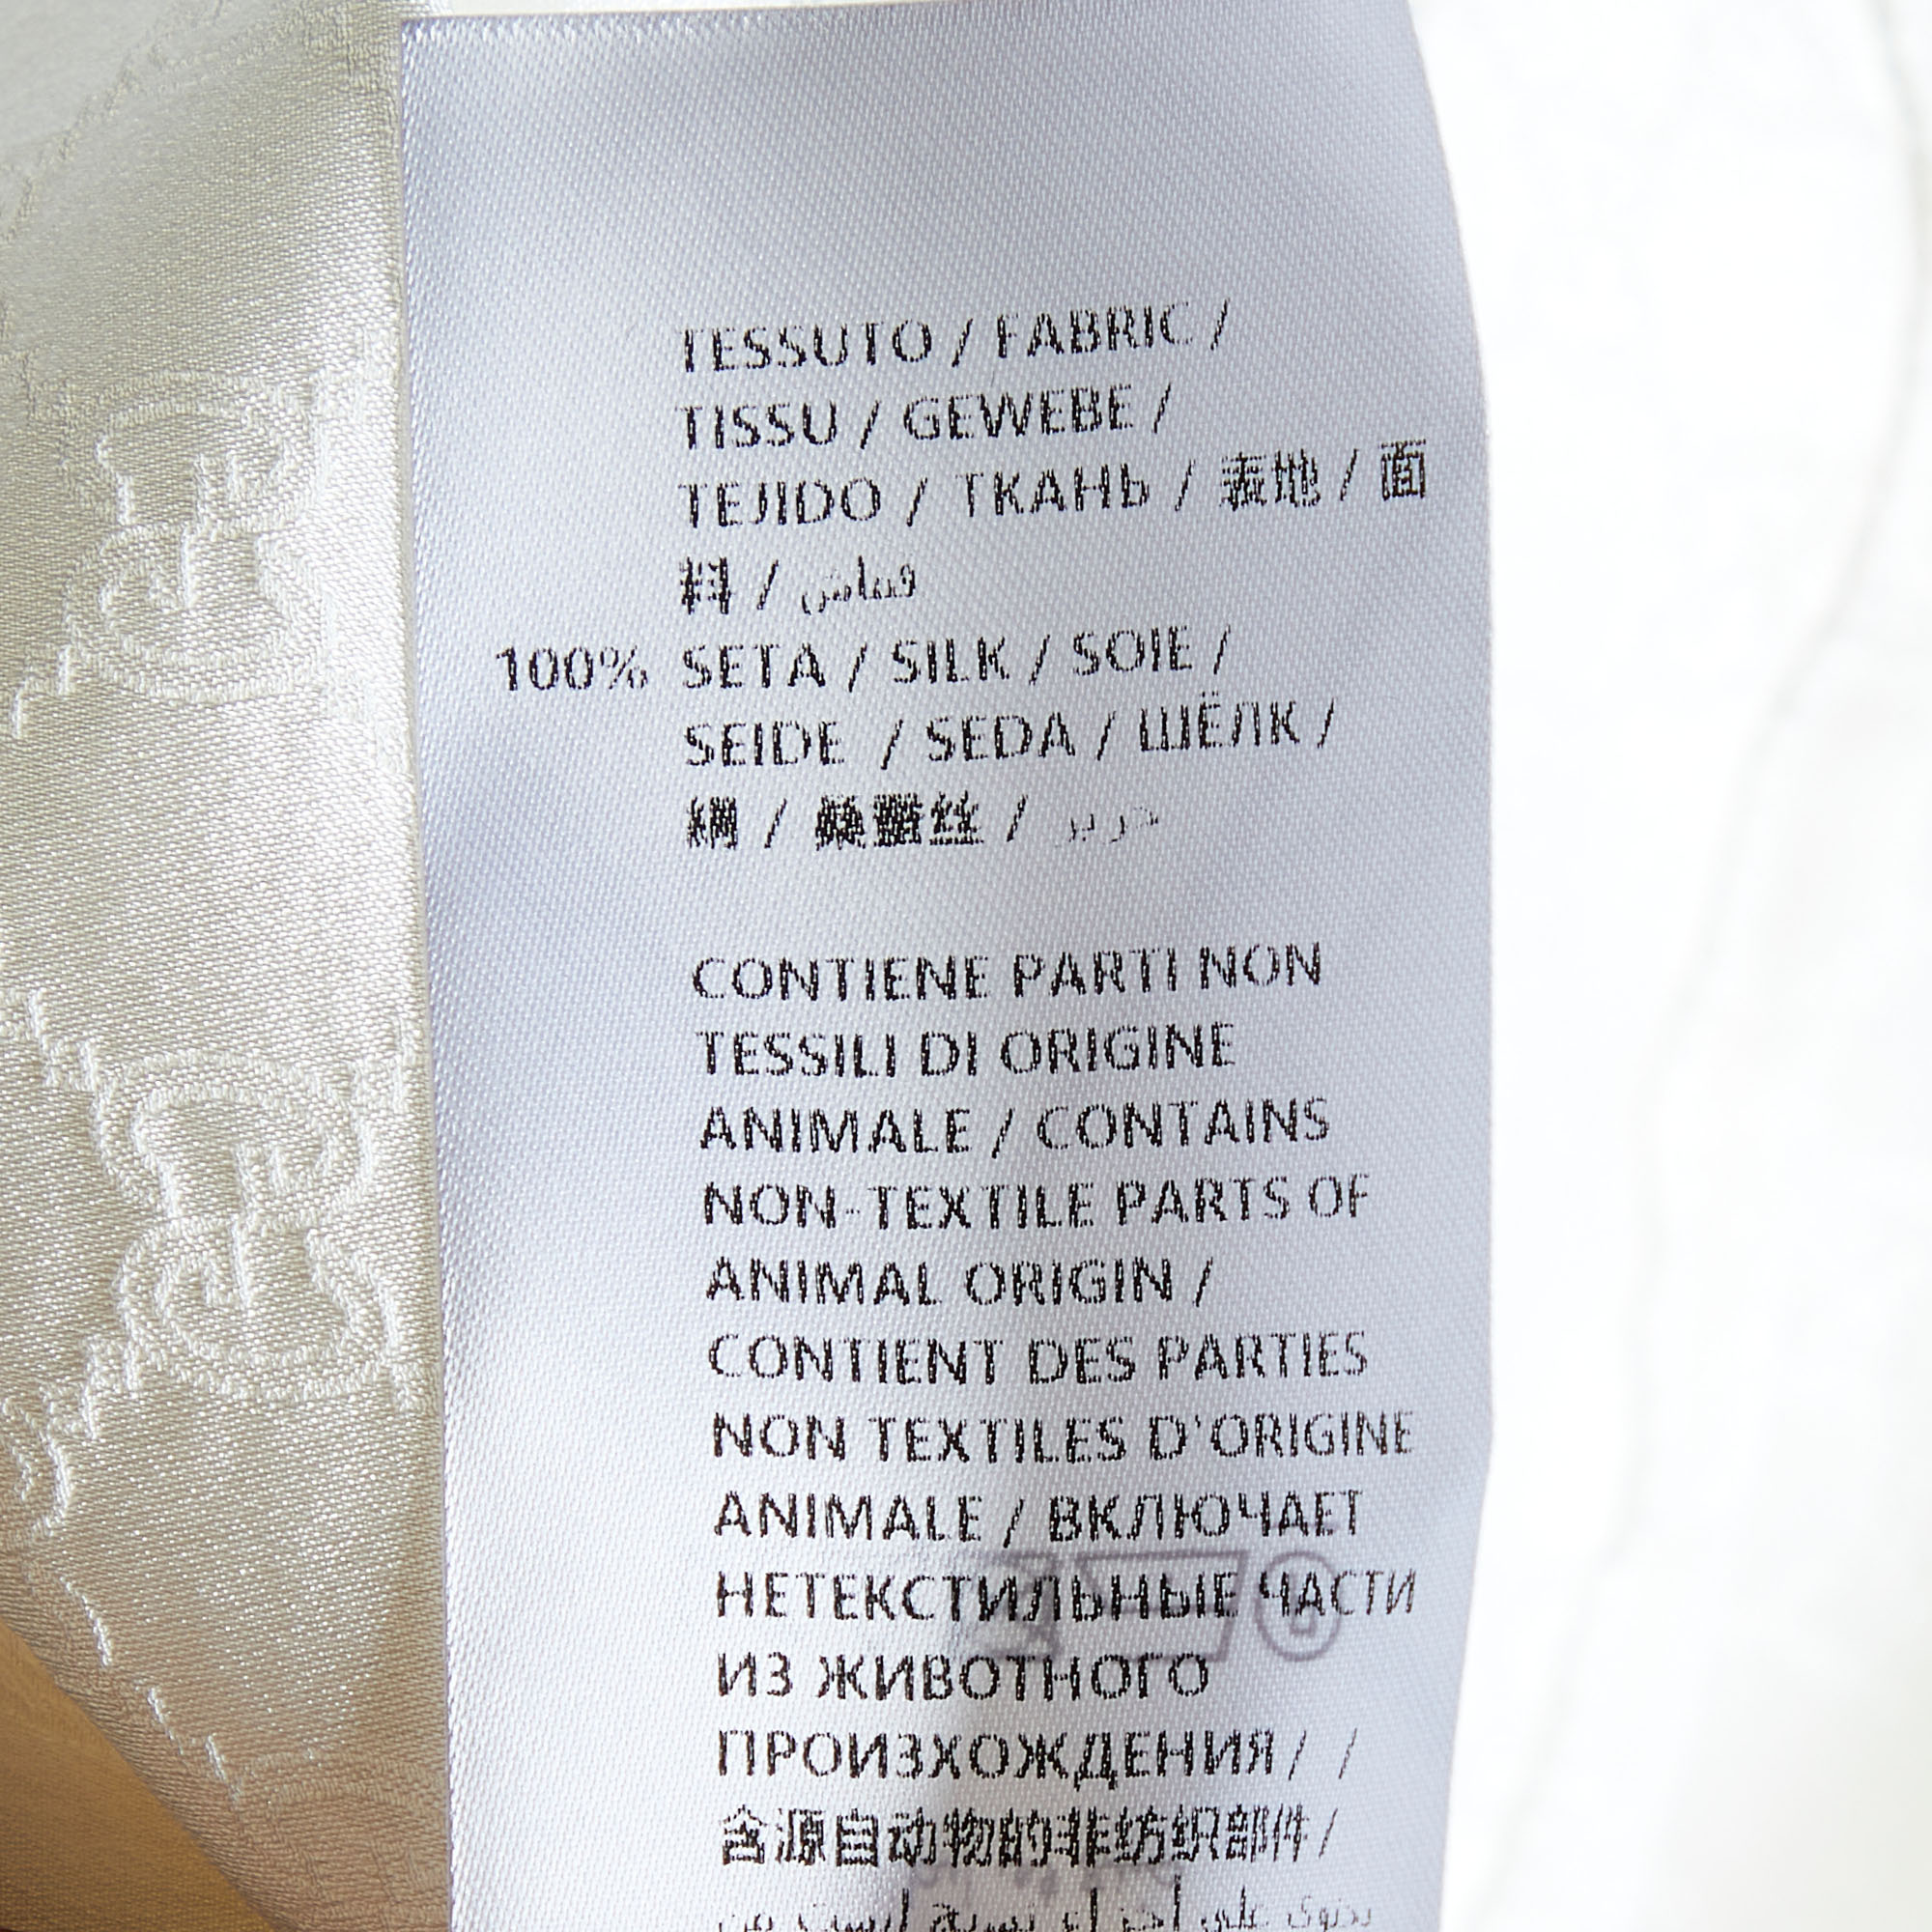 TESSUTO / FABRIC /
TISSU / GEWEBE /
TEJIDO / ТКАНЬ / 表地 / 面
料 / قماش
100% SETA / SILK / SOIE /
SEIDE / SEDA / ШЁЛК /
絹 / 桑蚕丝 / حرير
CONTIENE PARTI NON
TESSILI DI ORIGINE
ANIMALE / CONTAINS
NON-TEXTILE PARTS OF
ANIMAL ORIGIN /
CONTIENT DES PARTIES
NON TEXTILES D'ORIGINE
ANIMALE / ВКЛЮЧАЕТ
НЕТЕКСТИЛЬНЫЕ ЧАСТИ
ИЗ ЖИВОТНОГО
ПРОИЗХОЖДЕНИЯ / /
含源自动物的非纺织部件 /